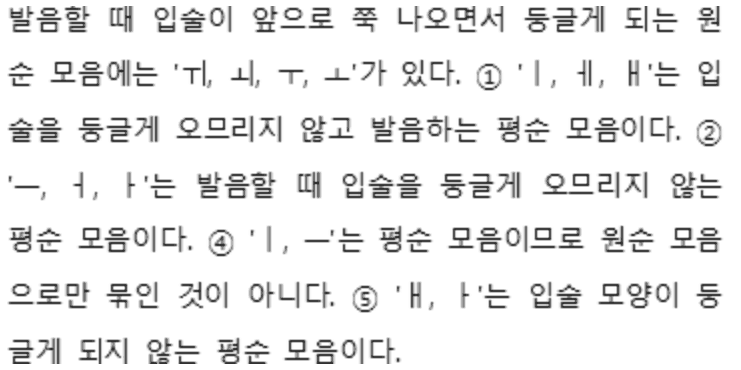 발음할 때 입술이 앞으로 쭉 나오면서 둥글게 되는 원
순 모음에는 'ㅟ, ㅚ, ㅜ, ㅗ'가 있다. ① 'ㅣ, ㅔ, ㅐ'는 입
술을 둥글게 오므리지 않고 발음하는 평순 모음이다. ②
'ㅡ, ㅓ, ㅏ'는 발음할 때 입술을 둥글게 오므리지 않는
평순 모음이다. ④ 'ㅣ, ㅡ'는 평순 모음이므로 원순 모음
으로만 묶인 것이 아니다. ⑤ 'ㅐ, ㅏ'는 입술 모양이 둥
글게 되지 않는 평순 모음이다.